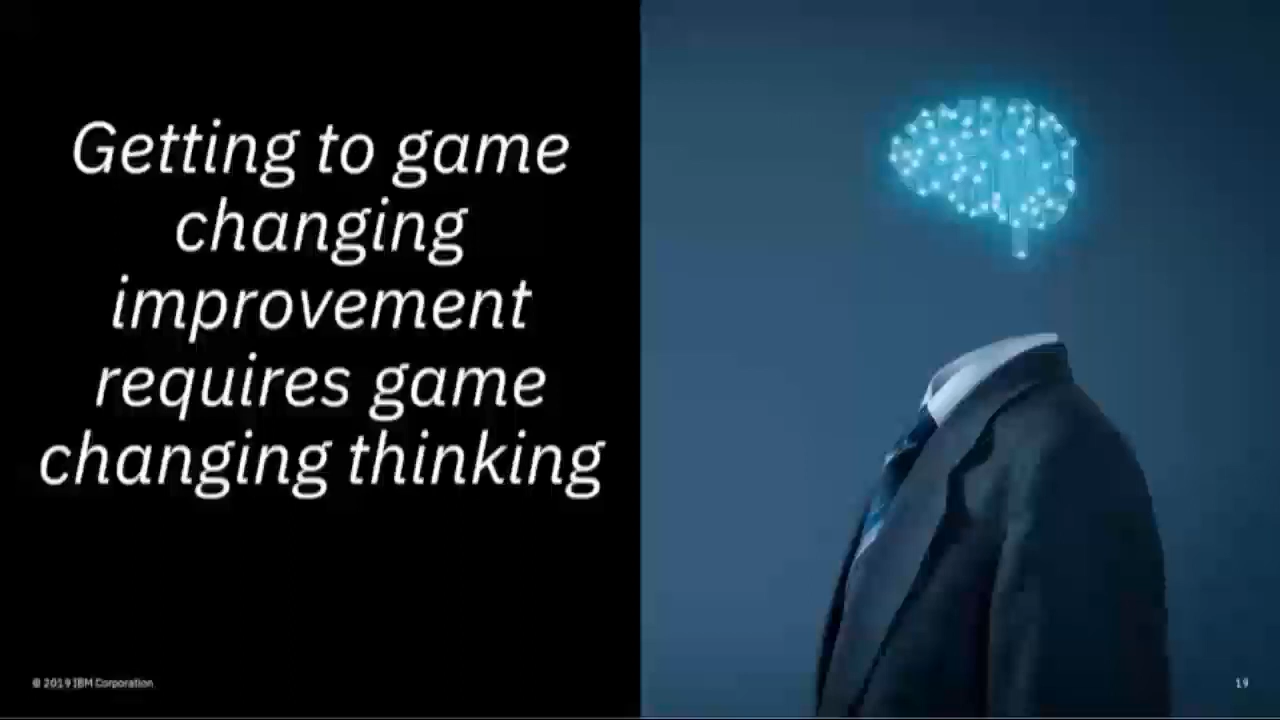 Getting to game
changing
improvement
requires game
changing thinking
© 2019 IBM Corporation
19